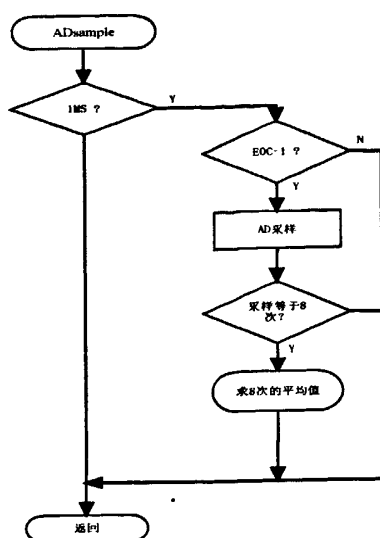 ADsample
1MS ?
Y
EOC-1 ?
N
Y
AD采样
采样等于8
次?
Y
求8次的平均值
返回